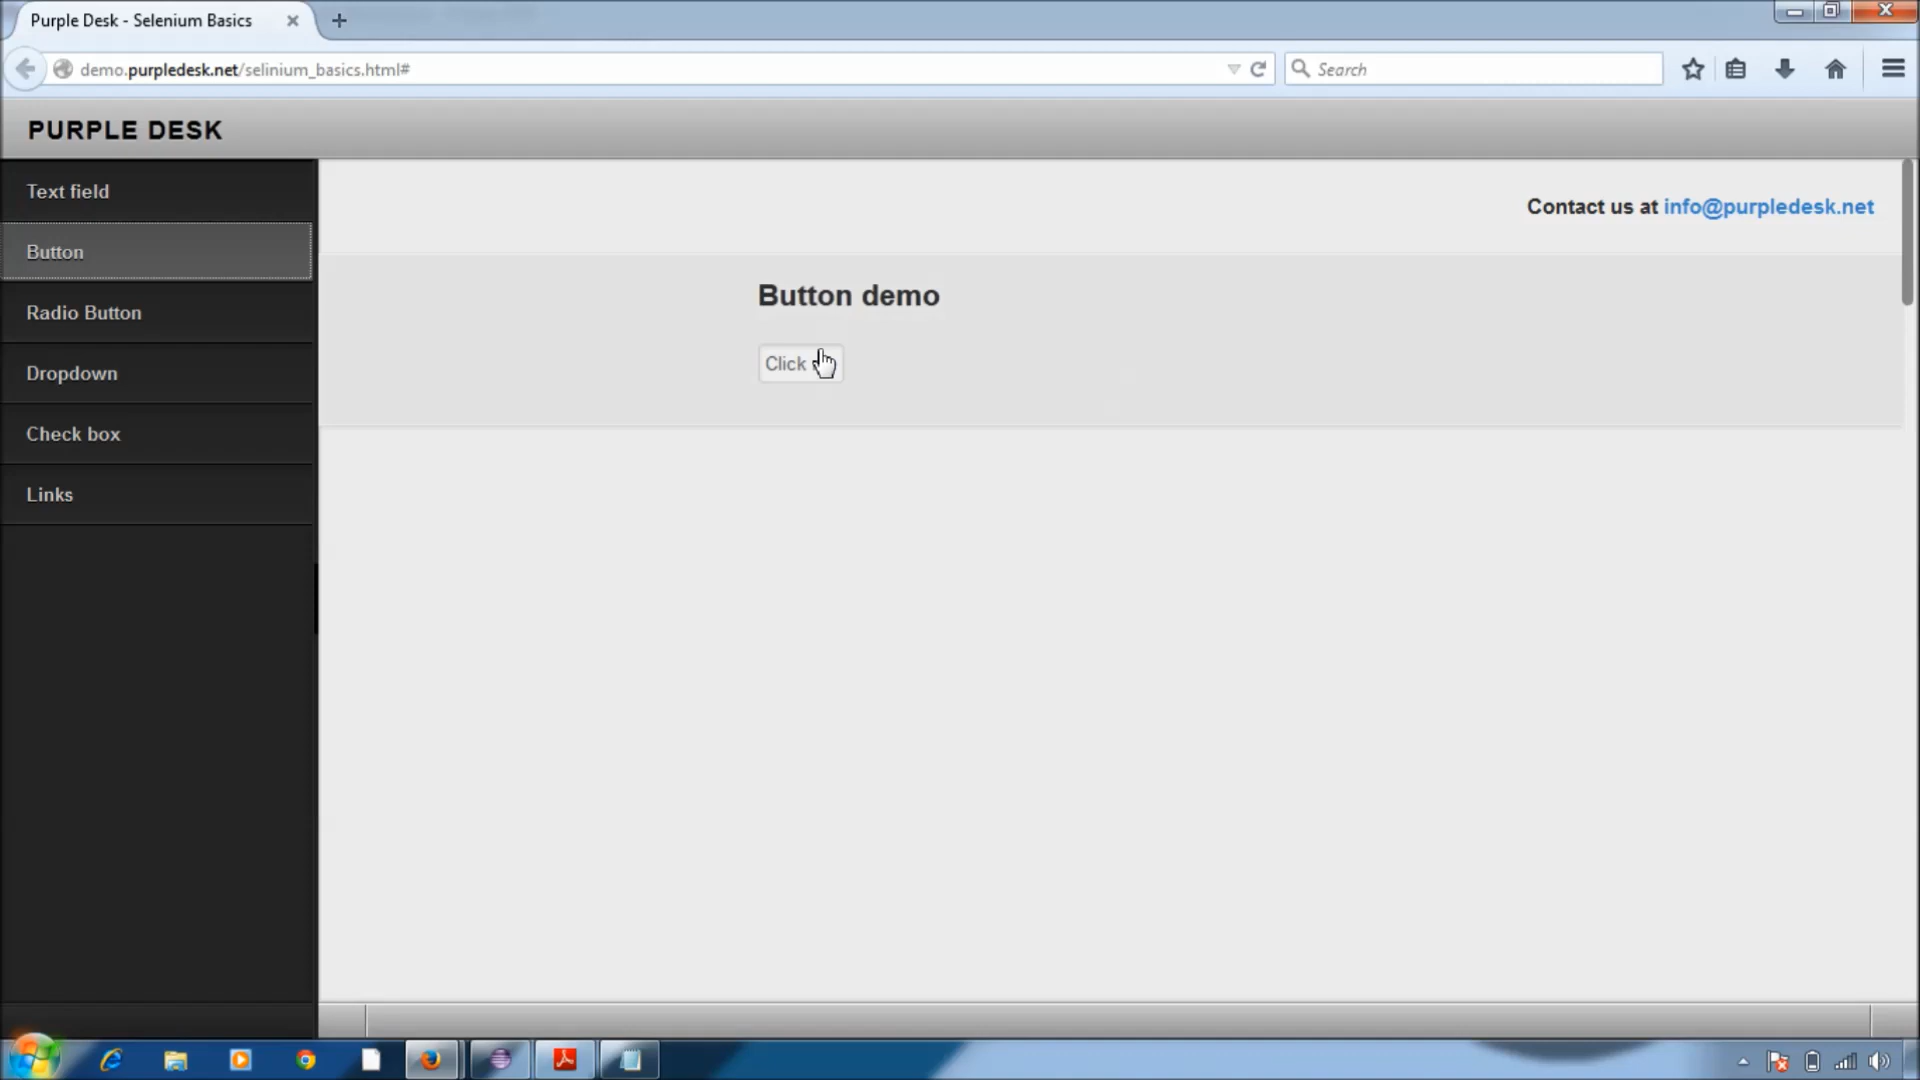 Purple Desk - Selenium Basics
demo.purpledesk.net/selinium_basics.html#
Search
PURPLE DESK
Text field
Button
Radio Button
Dropdown
Check box
Links
Contact us at info@purpledesk.net
Button demo
Click